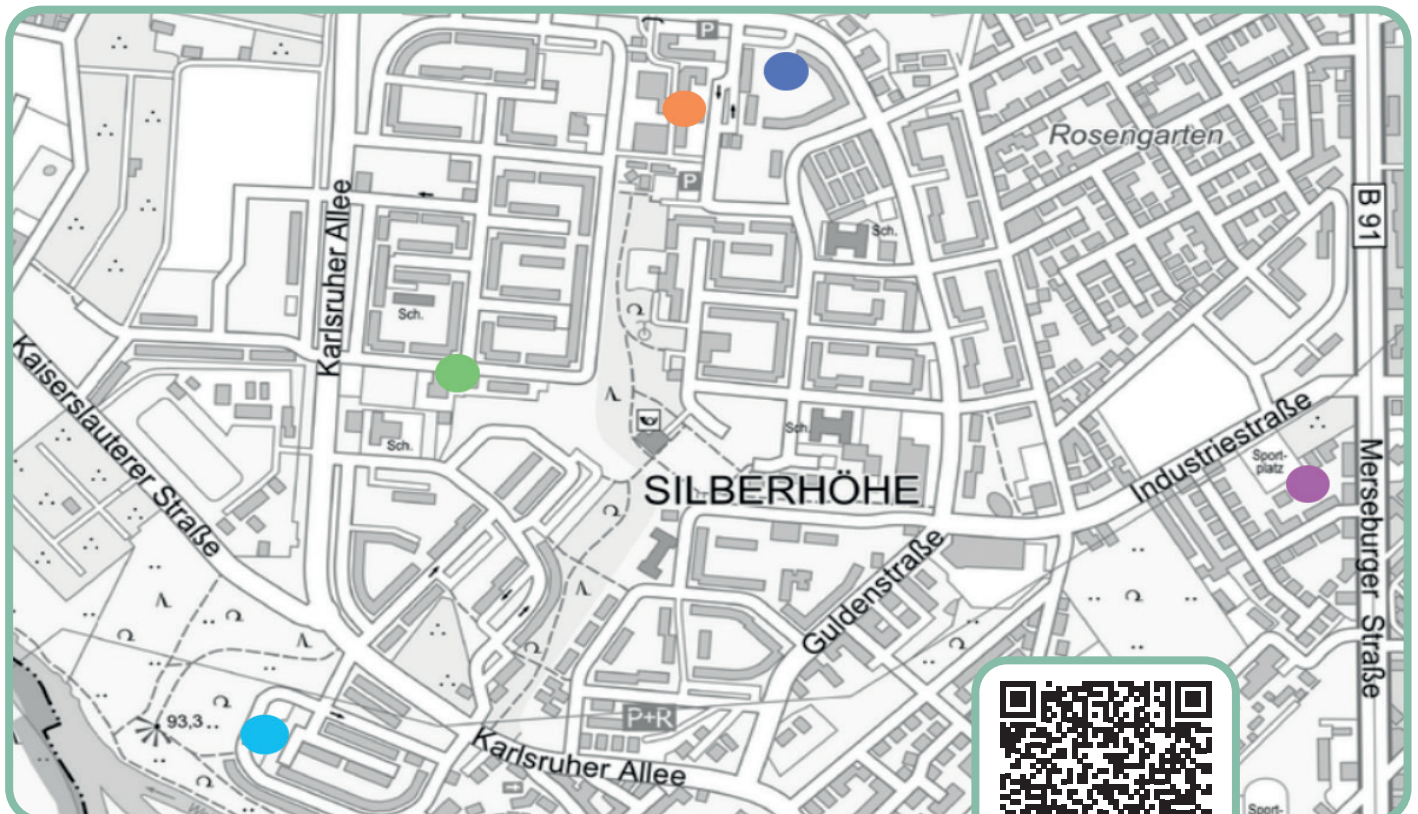 P
Rosengarten
P
B 91
Sch.
Karlsruher Allee
Sch.
Kaiserslauterer Straße
Industriestraße
Sch.
Sch.
Sport-
platz
SILBERHÖHE
Merseburger Straße
Guldenstraße
93,3
P+R
Karlsruher Allee
Sport-